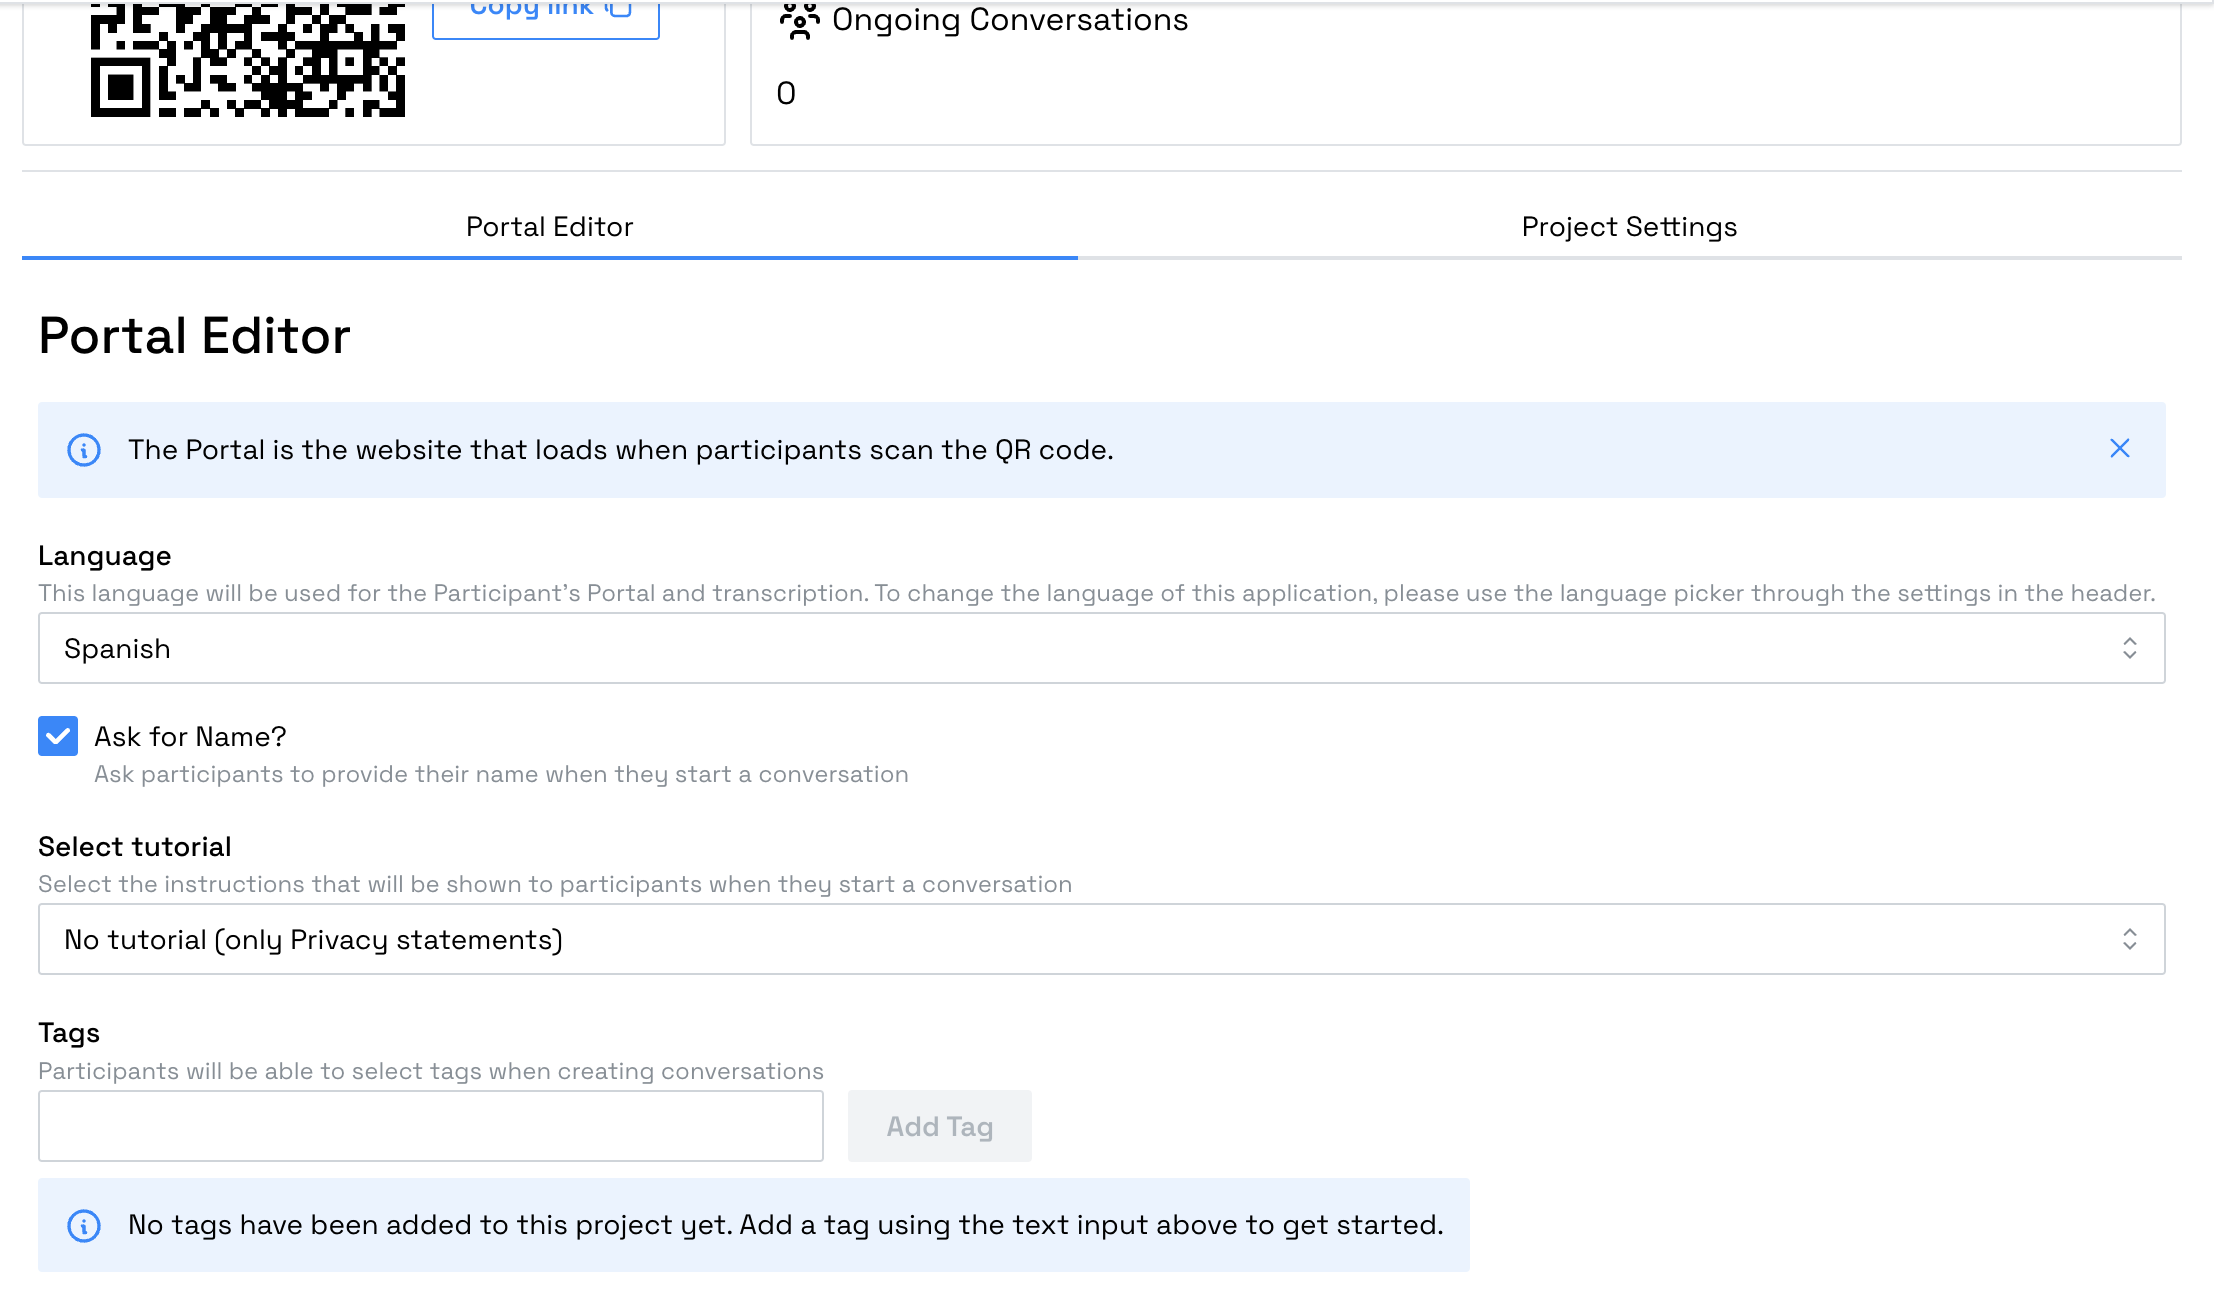 Copy link
Ongoing Conversations
0
Portal Editor
Project Settings
Portal Editor
The Portal is the website that loads when participants scan the QR code.
Language
This language will be used for the Participant's Portal and transcription. To change the language of this application, please use the language picker through the settings in the header.
Spanish
Ask for Name?
Ask participants to provide their name when they start a conversation
Select tutorial
Select the instructions that will be shown to participants when they start a conversation
No tutorial (only Privacy statements)
Tags
Participants will be able to select tags when creating conversations
Add Tag
No tags have been added to this project yet. Add a tag using the text input above to get started.